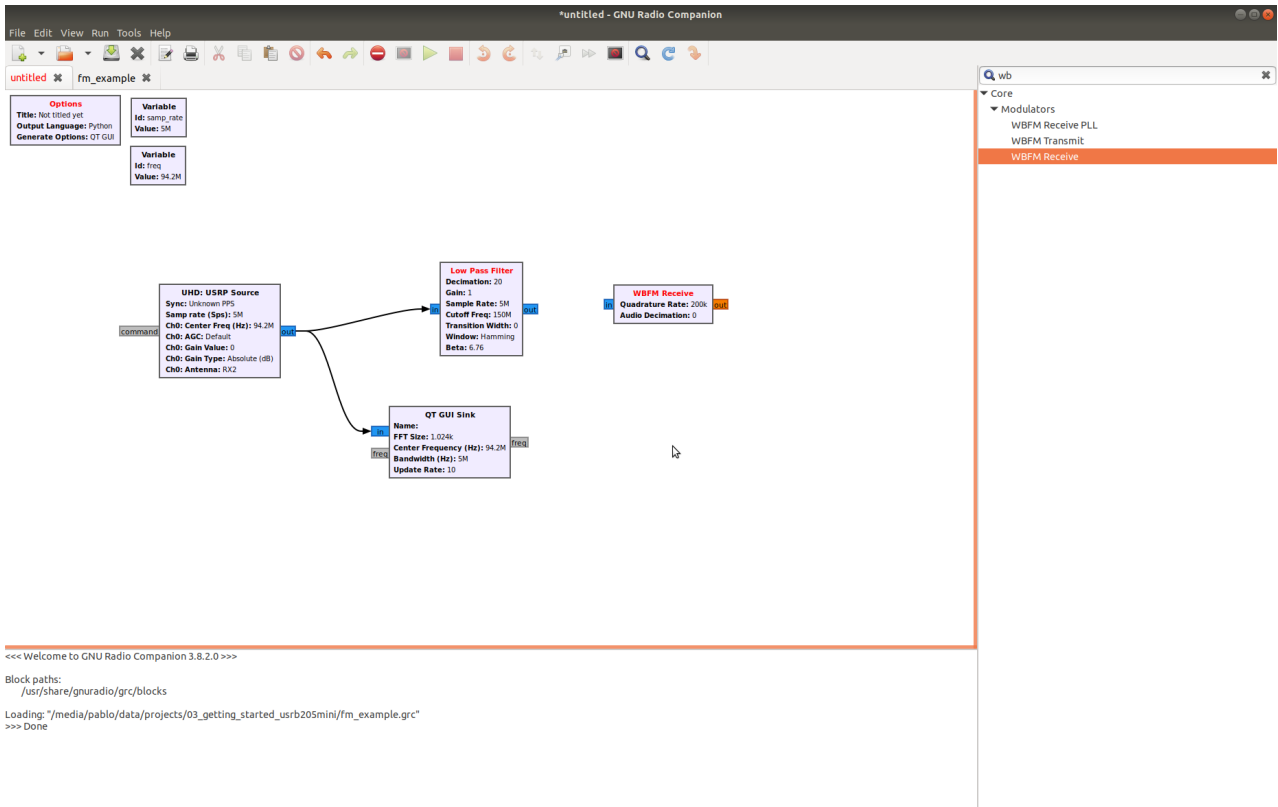 *untitled - GNU Radio Companion
File Edit View Run Tools Help
untitled
fm_example
wb
Core
Modulators
WBFM Receive PLL
WBFM Transmit
WBFM Receive
Options
Title: Not titled yet
Output Language: Python
Generate Options: QT GUI
Variable
Id: samp_rate
Value: 5M
Variable
Id: freq
Value: 94.2M
UHD: USRP Source
Sync: Unknown PPS
Samp rate (Sps): 5M
Ch0: Center Freq (Hz): 94.2M
Ch0: AGC: Default
Ch0: Gain Value: 0
Ch0: Gain Type: Absolute (dB)
Ch0: Antenna: RX2
command
out
Low Pass Filter
Decimation: 20
Gain: 1
Sample Rate: 5M
Cutoff Freq: 150M
Transition Width: 0
Window: Hamming
Beta: 6.76
in
out
WBFM Receive
Quadrature Rate: 200k
Audio Decimation: 0
in
out
QT GUI Sink
Name:
FFT Size: 1.024k
Center Frequency (Hz): 94.2M
Bandwidth (Hz): 5M
Update Rate: 10
in
freq
freq
<<< Welcome to GNU Radio Companion 3.8.2.0 >>>
Block paths:
/usr/share/gnuradio/grc/blocks
Loading: "/media/pablo/data/projects/03_getting_started_usrb205mini/fm_example.grc"
>>> Done